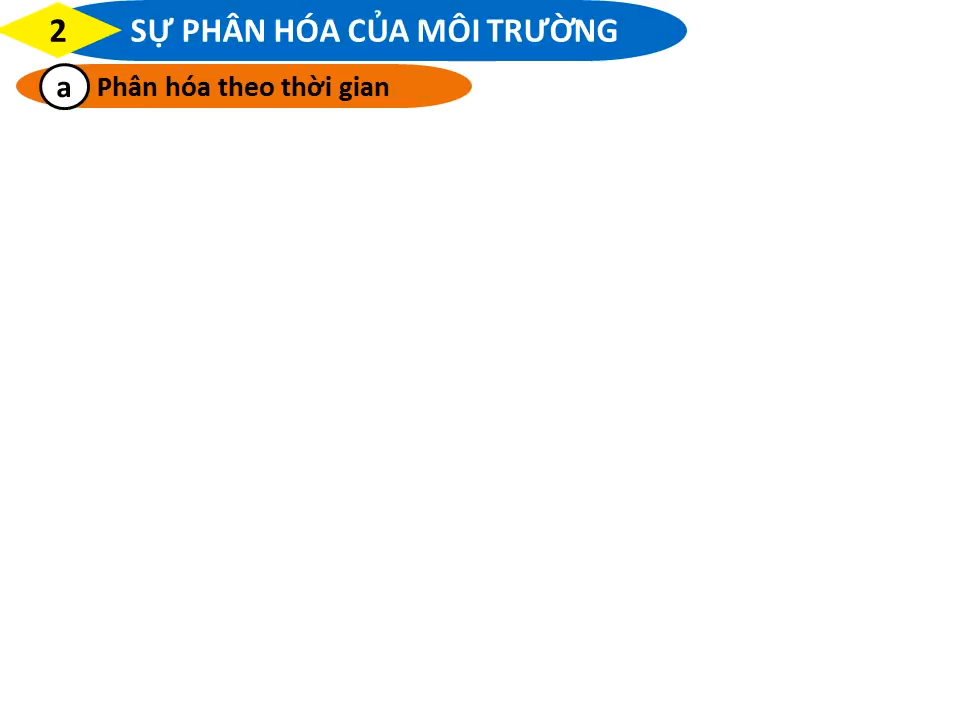 2 SỰ PHÂN HÓA CỦA MÔI TRƯỜNG
a Phân hóa theo thời gian